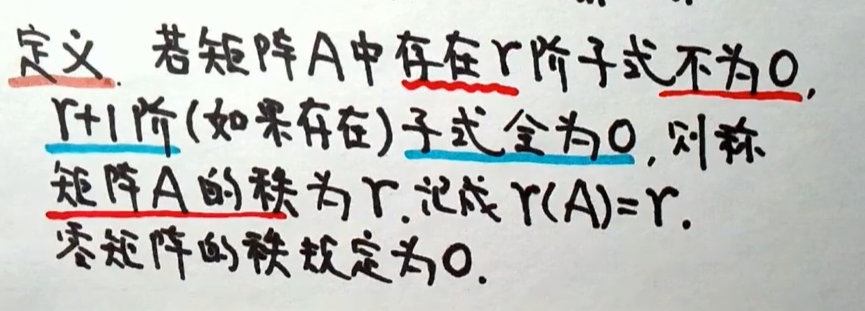 定义. 若矩阵A中存在r阶子式不为0,
r+1阶(如果存在)子式全为0, 则称
矩阵A的秩为r. 记成r(A)=r.
零矩阵的秩规定为0.